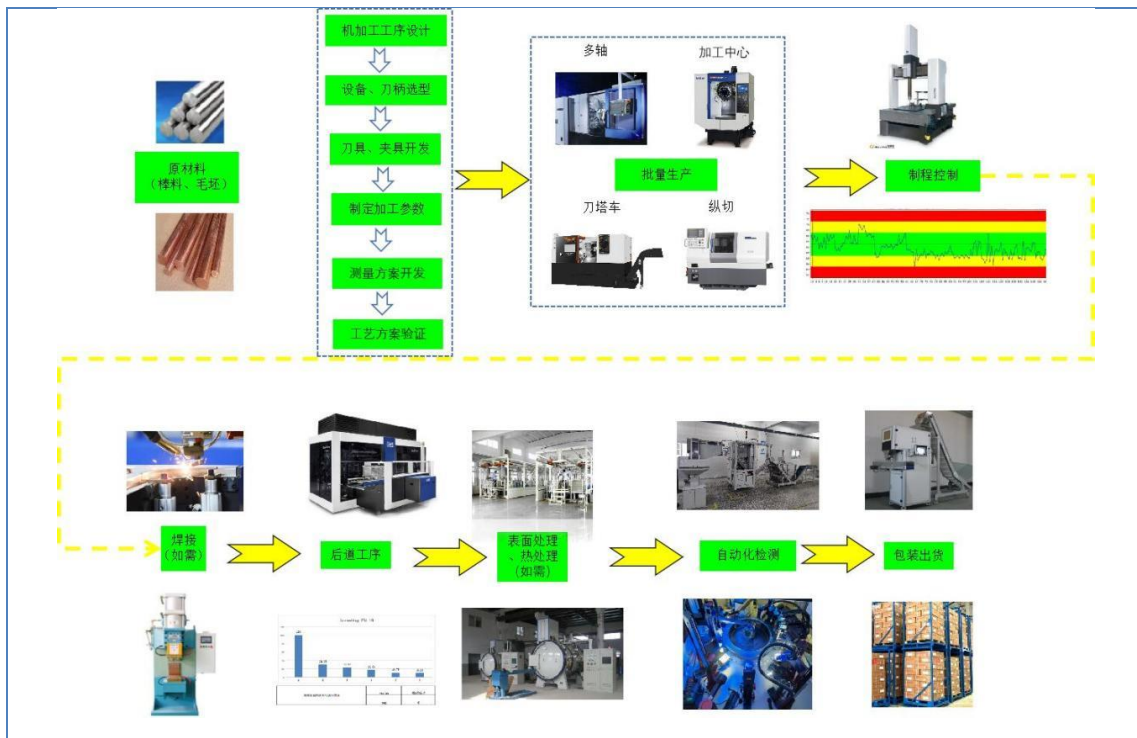 机加工工序设计
设备、刀柄选型
刀具、夹具开发
制定加工参数
测量方案开发
工艺方案验证
原材料
（棒料、毛坯）
多轴
加工中心
批量生产
刀塔车
纵切
制程控制
焊接
（如需）
后道工序
表面处理
、热处理
（如需）
自动化检测
包装出货